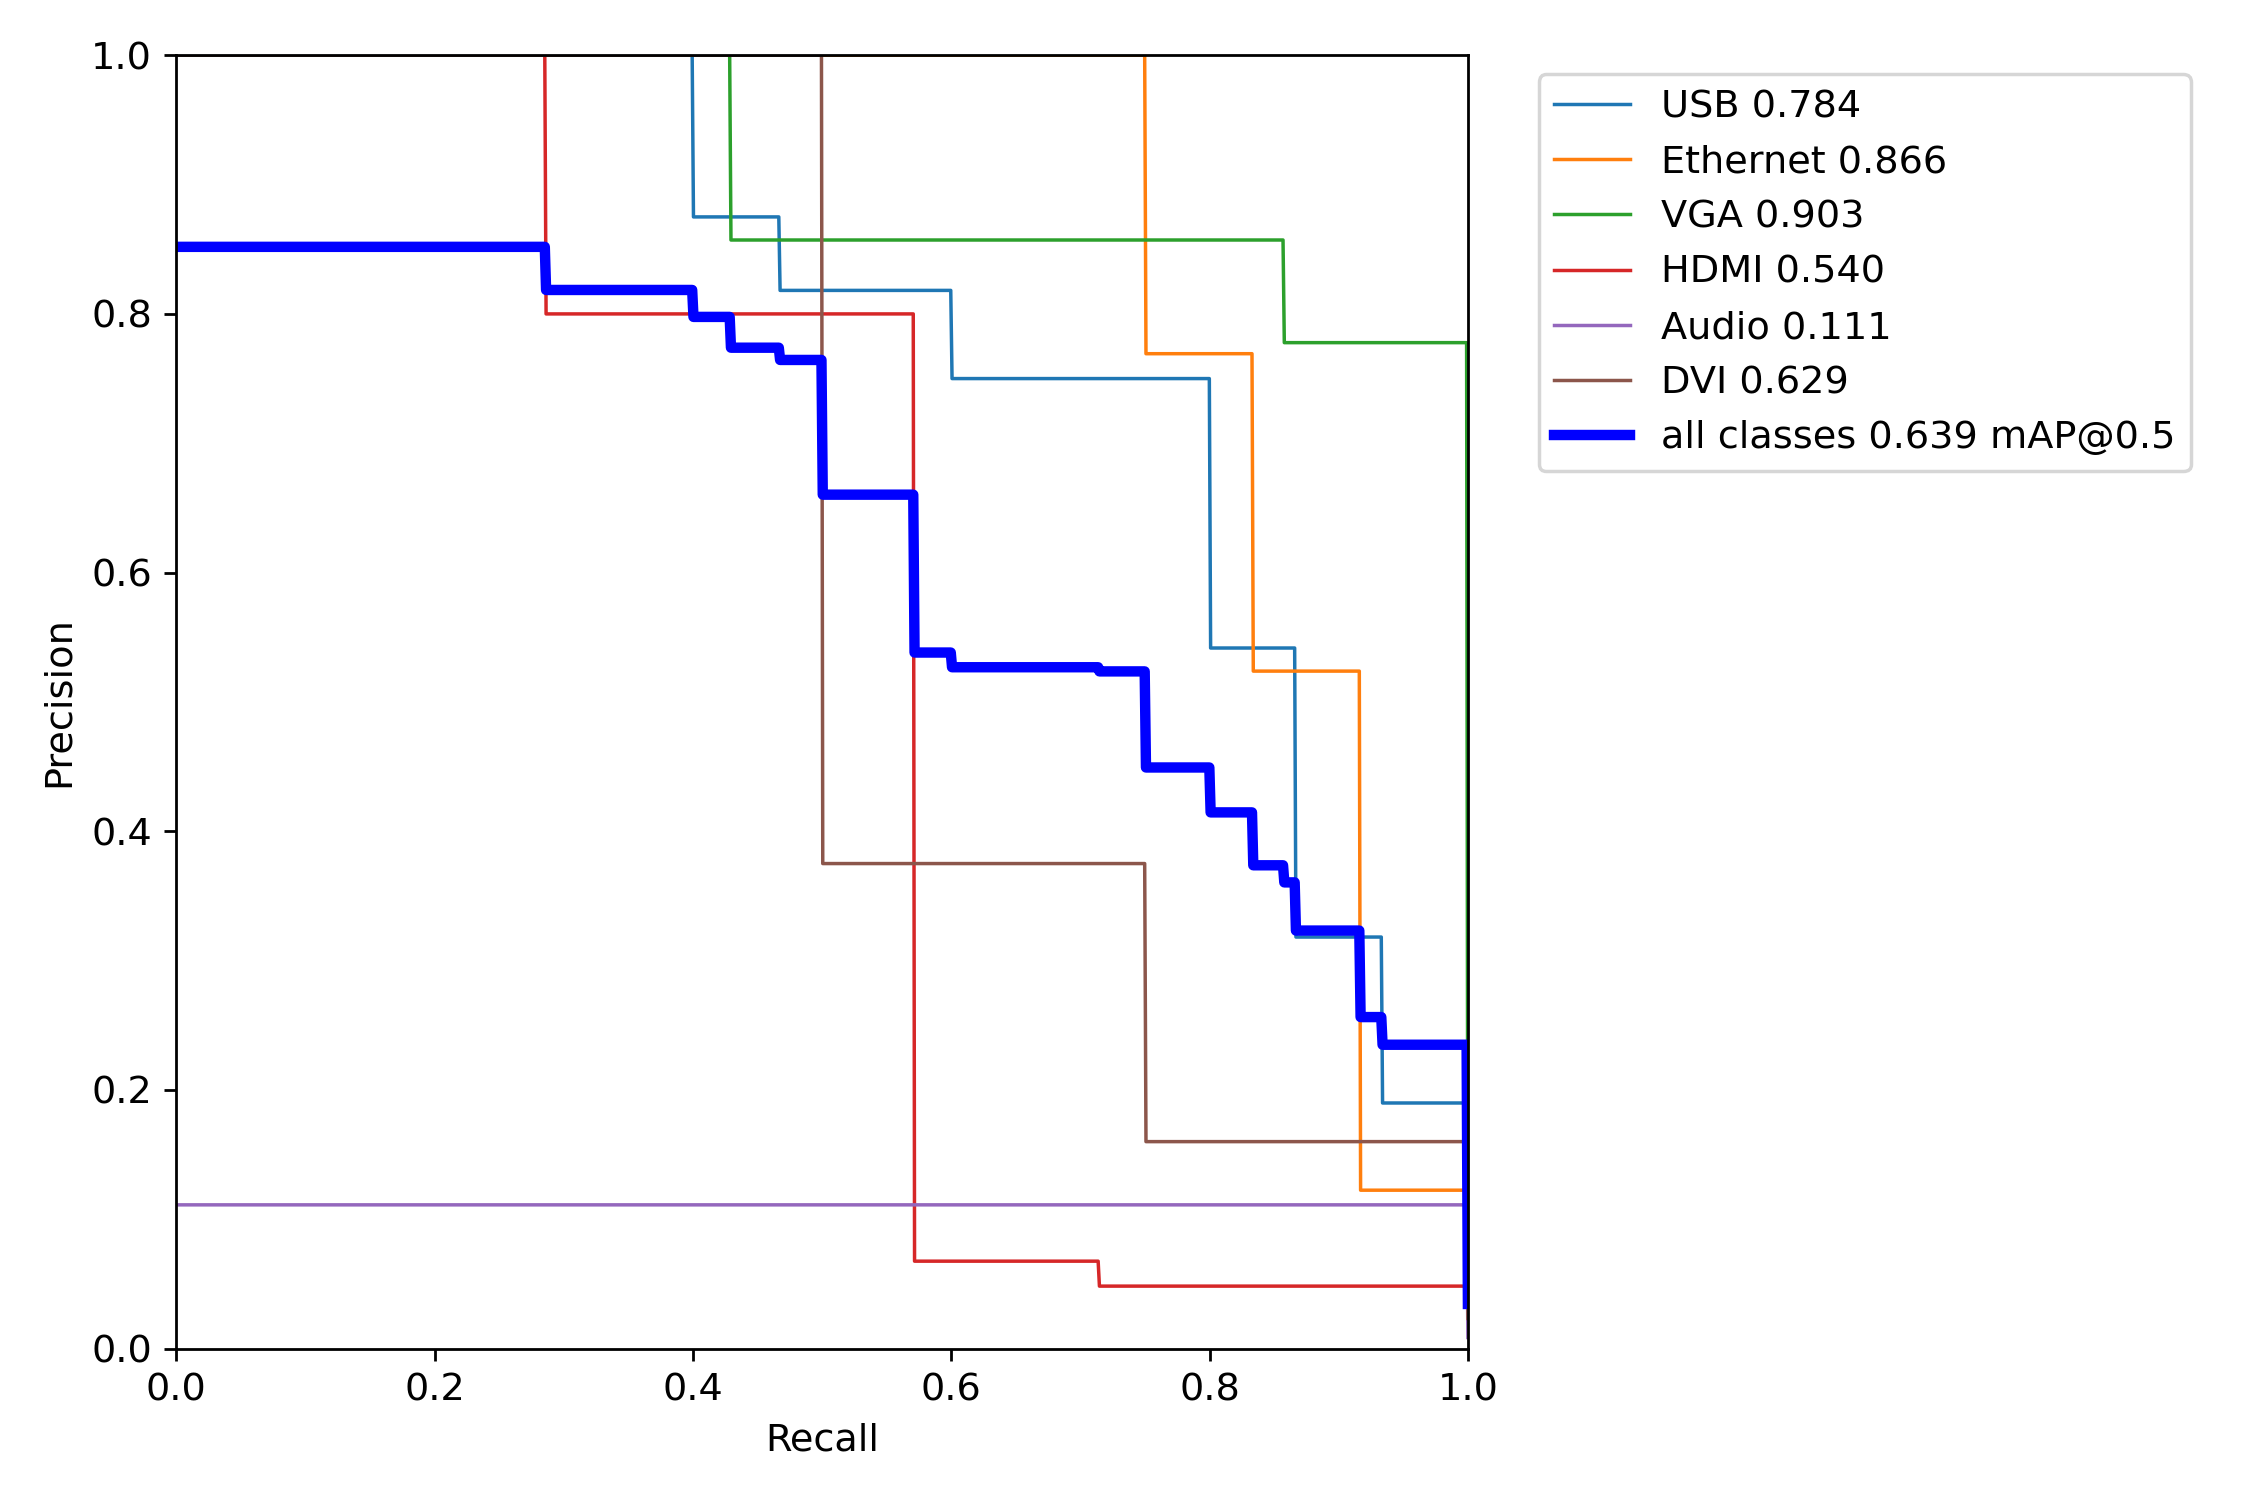 1.0
0.8
0.6
0.4
0.2
0.0
Precision
0.0 0.2 0.4 0.6 0.8 1.0
Recall
USB 0.784
Ethernet 0.866
VGA 0.903
HDMI 0.540
Audio 0.111
DVI 0.629
all classes 0.639 mAP@0.5